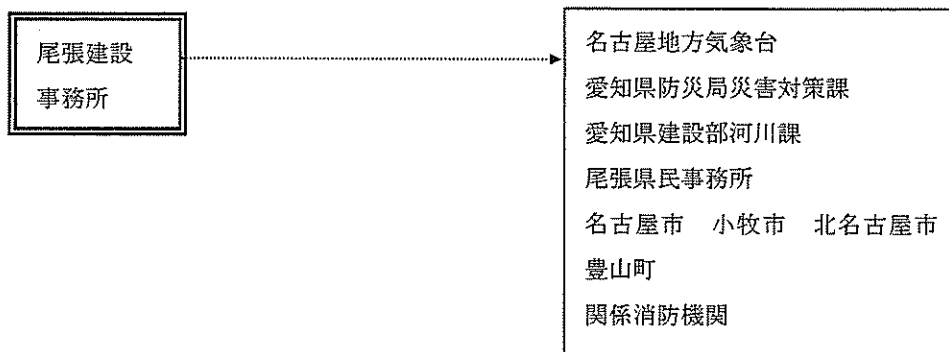 尾張建設
事務所
名古屋地方気象台
愛知県防災局災害対策課
愛知県建設部河川課
尾張県民事務所
名古屋市　小牧市　北名古屋市
豊山町
関係消防機関